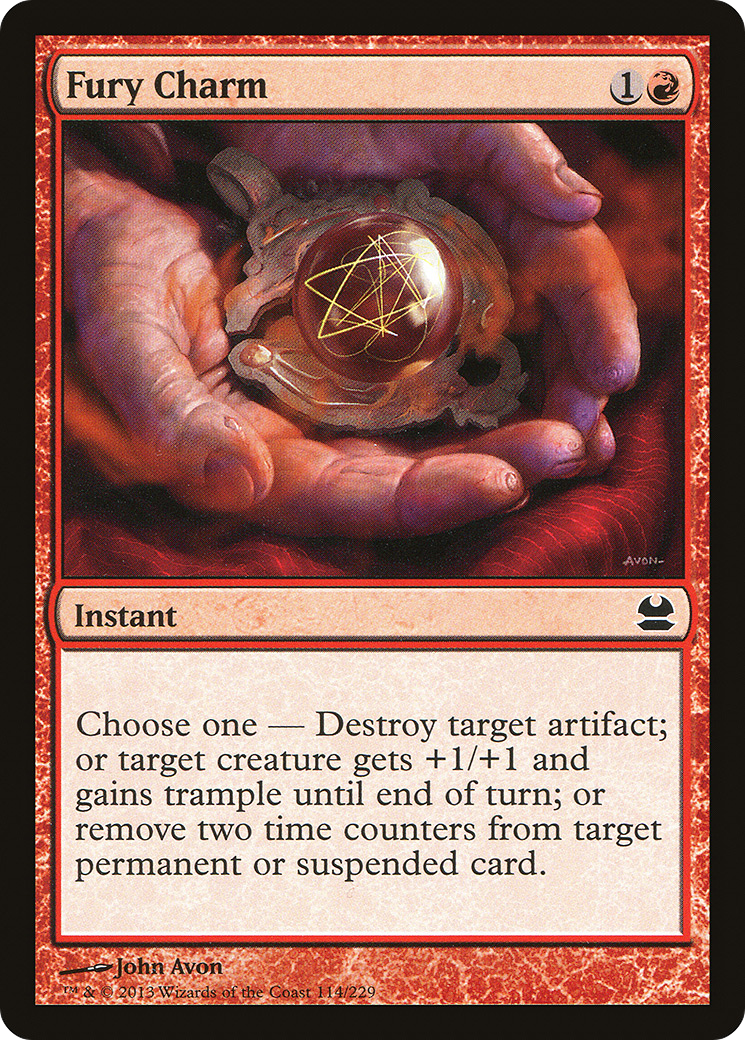 Fury Charm
1
AVON-
Instant
Choose one — Destroy target artifact;
or target creature gets +1/+1 and
gains trample until end of turn; or
remove two time counters from target
permanent or suspended card.
John Avon
™ & © 2013 Wizards of the Coast 114/229